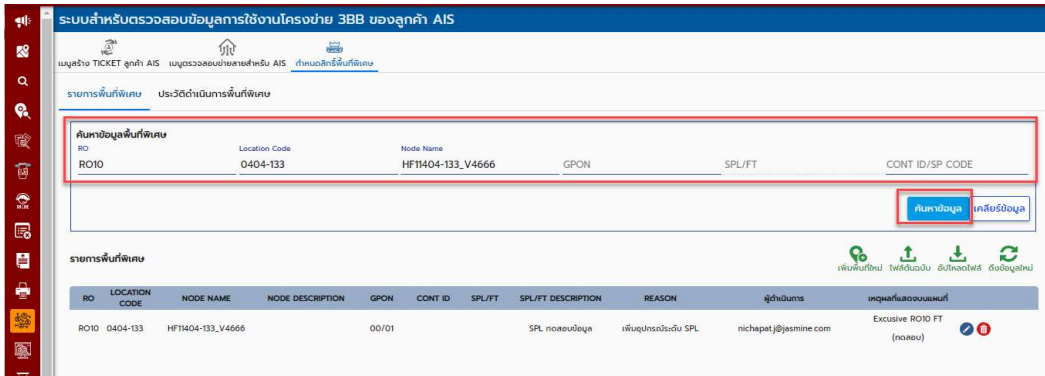 ระบบสำหรับตรวจสอบข้อมูลการใช้งานโครงข่าย 3BB ของลูกค้า AIS
เมนูสร้าง TICKET ลูกค้า AIS เมนูตรวจสอบข่ายสายสำหรับ AIS กำหนดสิทธิ์พื้นที่พิเศษ
รายการพื้นที่พิเศษ ประวัติดำเนินการพื้นที่พิเศษ
ค้นหาข้อมูลพื้นที่พิเศษ
RO Location Code Node Name
RO10 0404-133 HF11404-133_V4666 GPON SPL/FT CONT ID/SP CODE
ค้นหาข้อมูล เคลียร์ข้อมูล
รายการพื้นที่พิเศษ
เพิ่มพื้นที่ใหม่ ไฟล์ต้นฉบับ อัปโหลดไฟล์ ดึงข้อมูลใหม่
RO LOCATION CODE NODE NAME NODE DESCRIPTION GPON CONT ID SPL/FT SPL/FT DESCRIPTION REASON ผู้ดำเนินการ เหตุผลที่แสดงบนแผนที่
RO10 0404-133 HF11404-133_V4666 00/01 SPL ทดสอบข้อมูล เพิ่มอุปกรณ์ระดับ SPL nichapat.j@jasmine.com Excusive RO10 FT
(ทดสอบ)